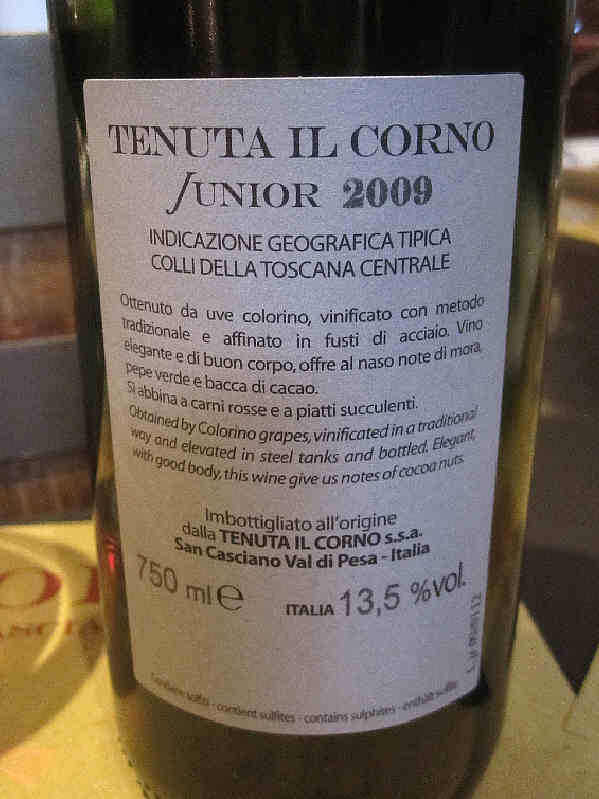 TENUTA IL CORNO
JUNIOR 2009
INDICAZIONE GEOGRAFICA TIPICA
COLLI DELLA TOSCANA CENTRALE
Ottenuto da uve colorino, vinificato con metodo
tradizionale e affinato in fusti di acciaio. Vino
elegante e di buon corpo, offre al naso note di mora,
pepe verde e bacca di cacao.
Si abbina a carni rosse e a piatti succulenti.
Obtained by Colorino grapes, vinificated in a traditional
way and elevated in steel tanks and bottled. Elegant,
with good body, this wine give us notes of cocoa nuts.
Imbottigliato all'origine
dalla TENUTA IL CORNO s.s.a.
San Casciano Val di Pesa - Italia
750 ml e ITALIA 13,5 %vol.
Contiene solfiti - contient sulfites - contains sulphites - enthält sulfite